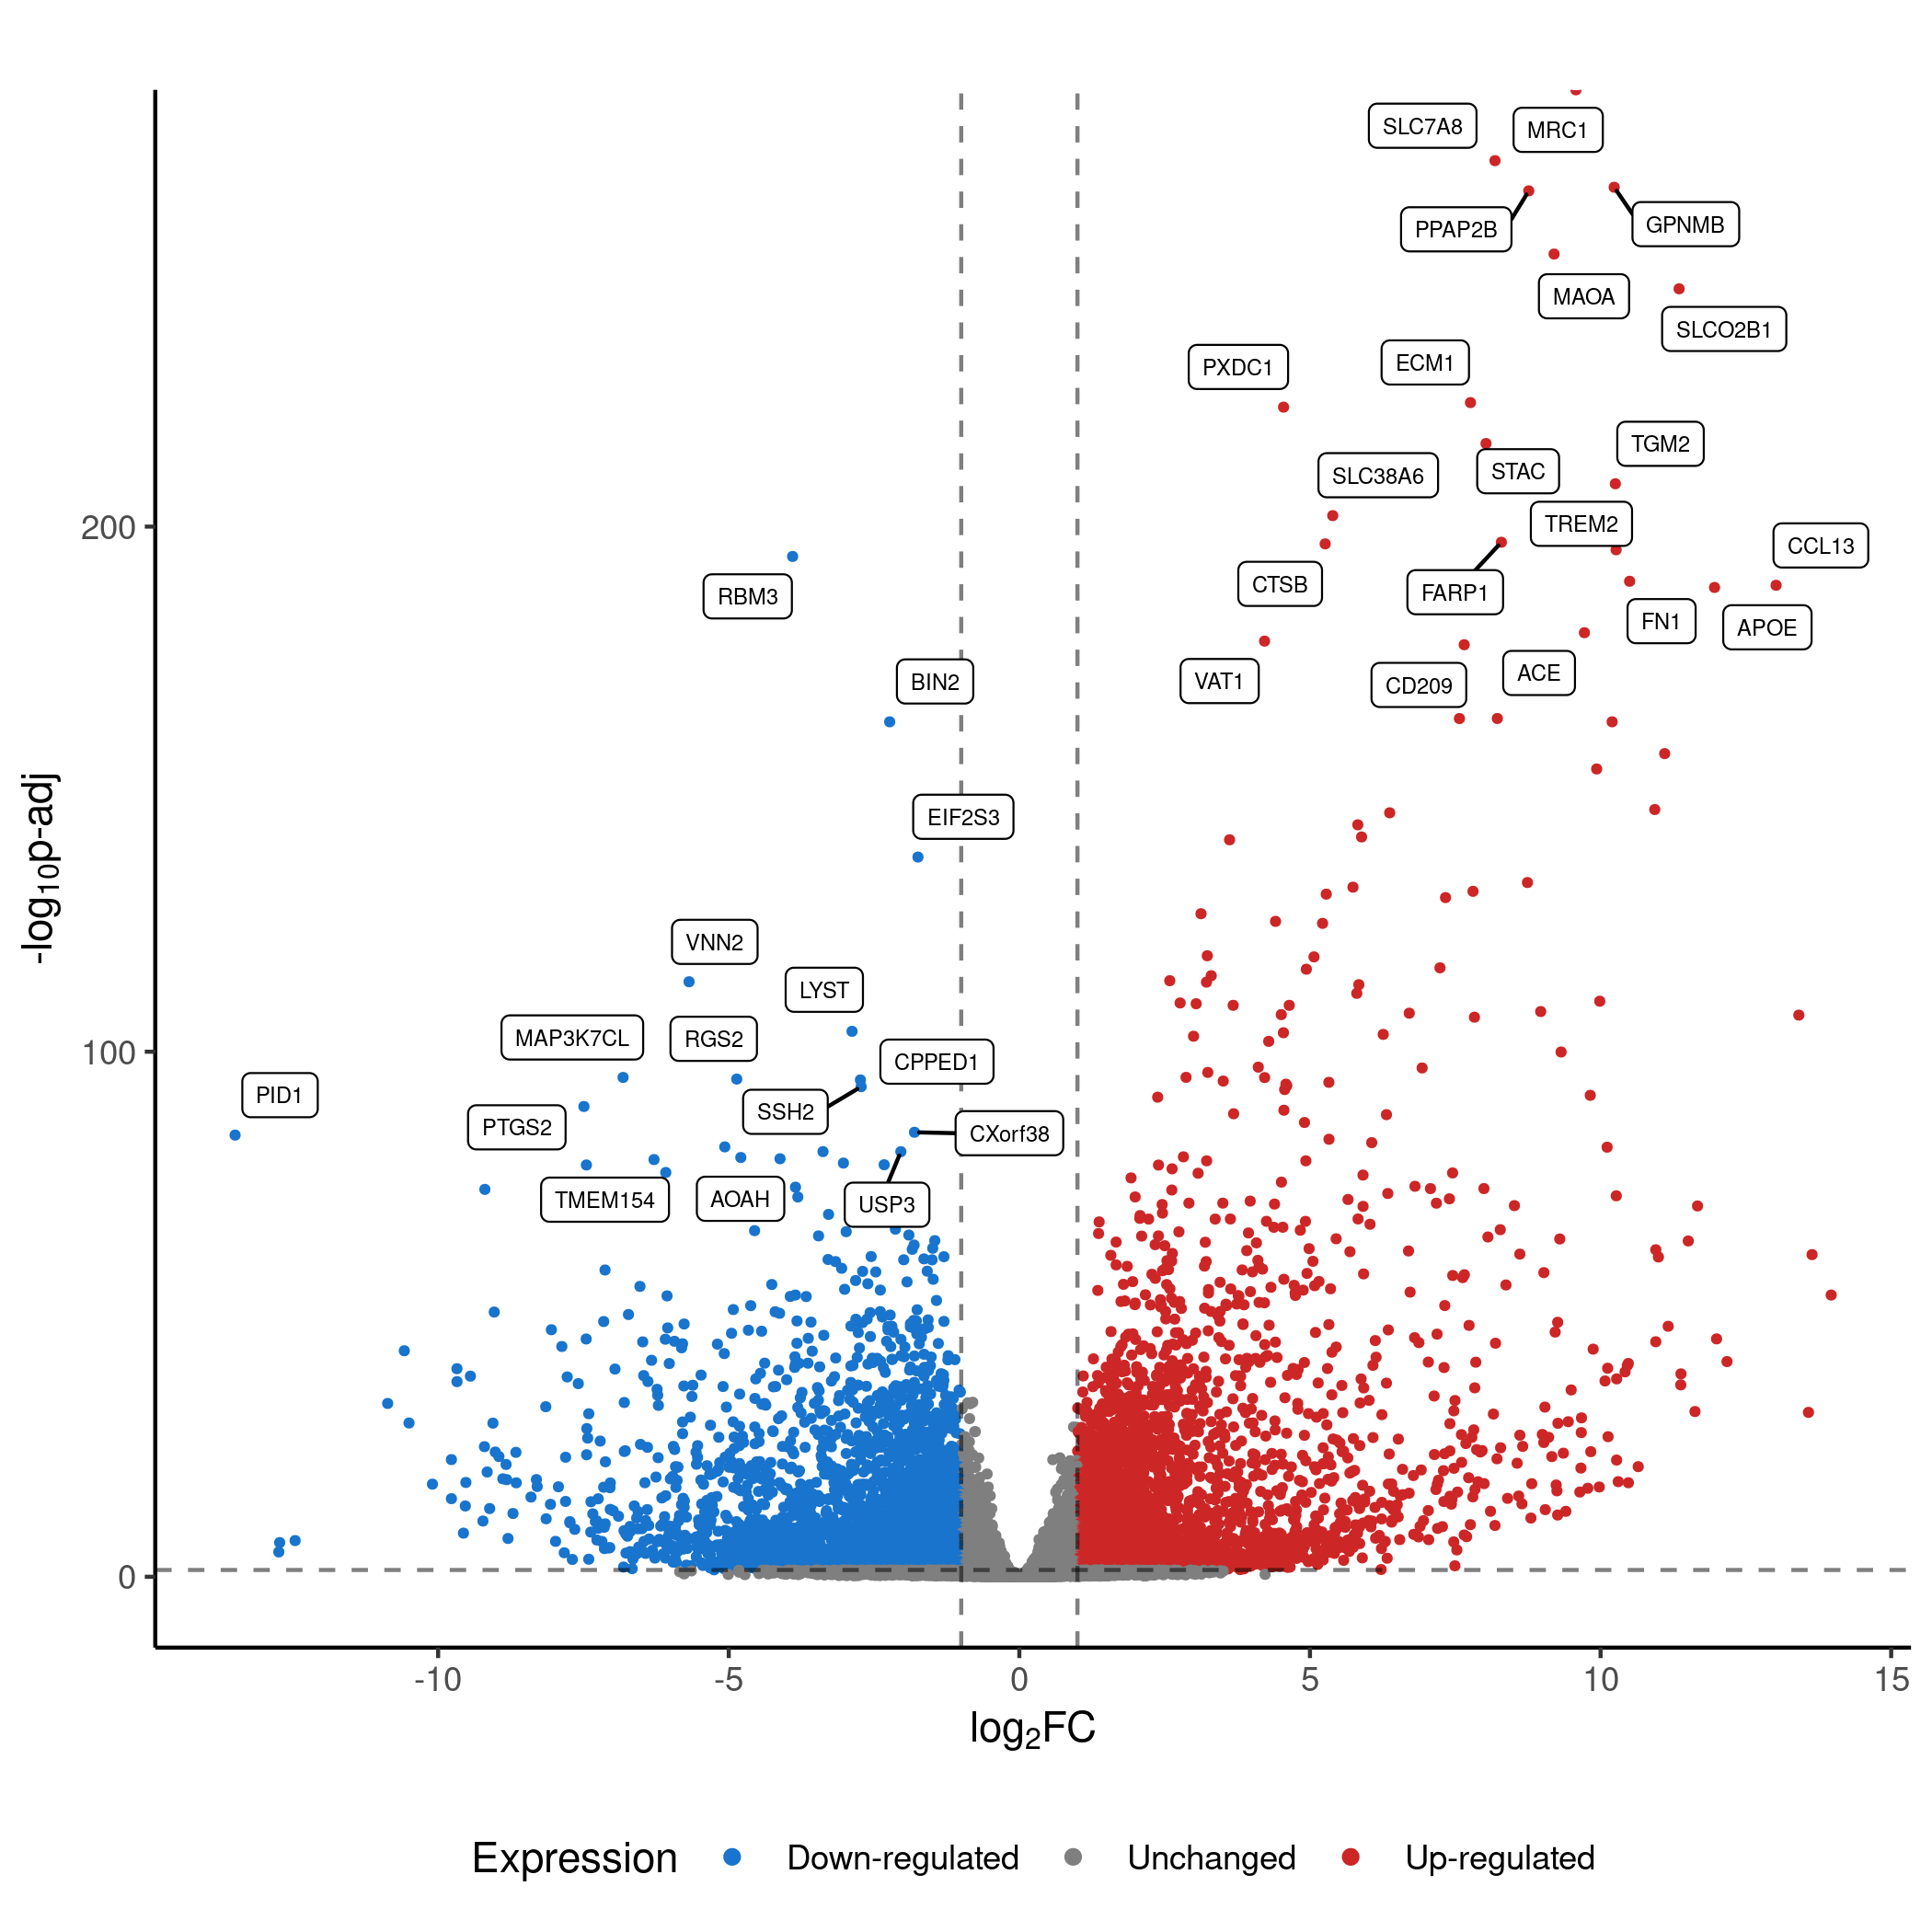 SLC7A8
MRC1
PPAP2B
GPNMB
MAOA
SLCO2B1
PXDC1
ECM1
TGM2
SLC38A6
STAC
TREM2
CCL13
CTSB
FARP1
FN1
APOE
VAT1
CD209
ACE
RBM3
BIN2
EIF2S3
VNN2
LYST
MAP3K7CL
RGS2
CPPED1
PID1
PTGS2
SSH2
CXorf38
TMEM154
AOAH
USP3
200
100
0
-log10p-adj
-10
-5
0
5
10
15
log2FC
Expression
Down-regulated
Unchanged
Up-regulated